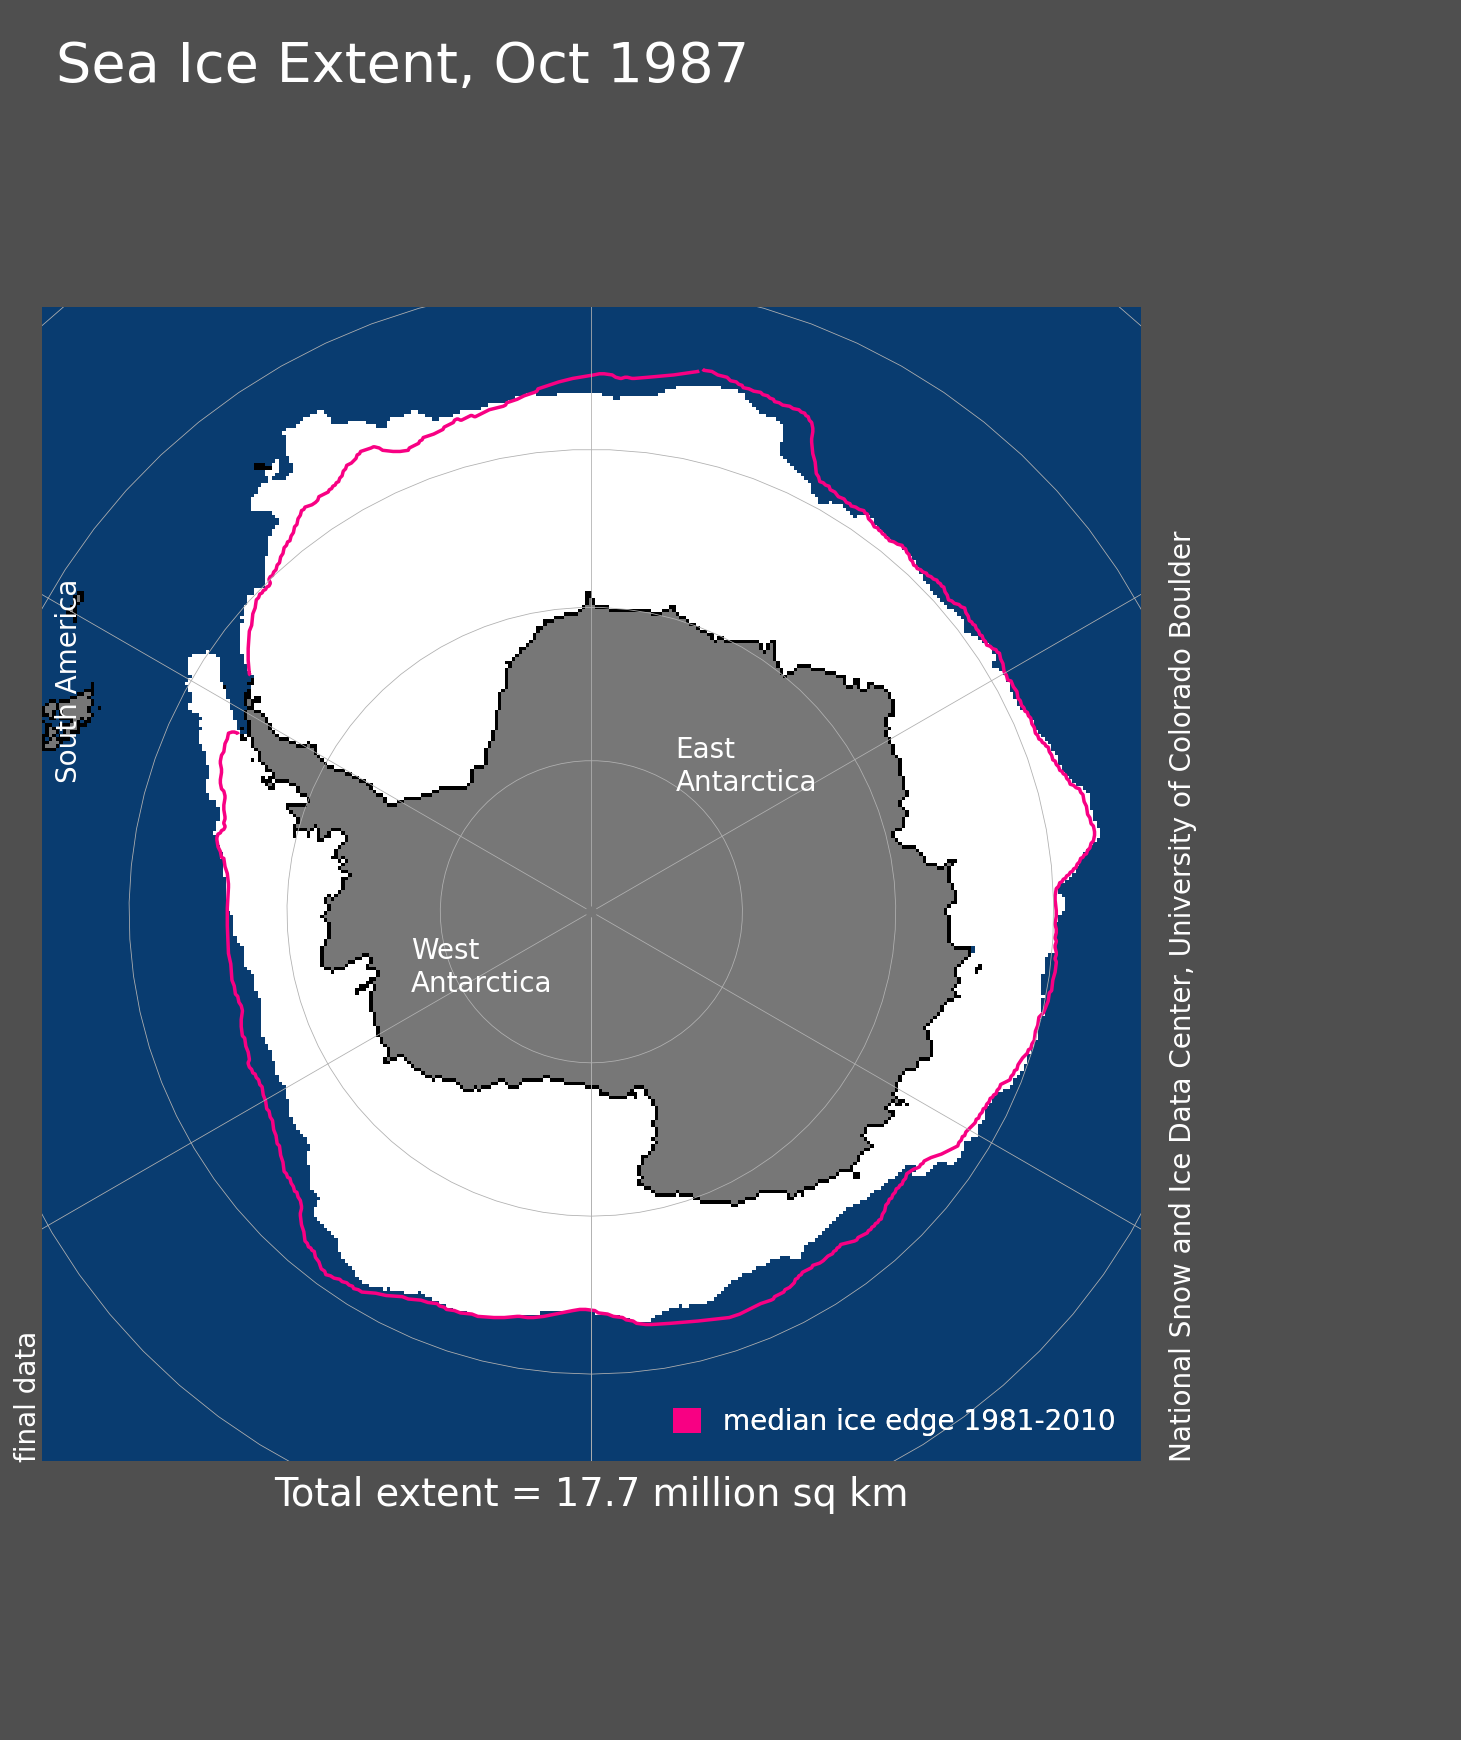 Sea Ice Extent, Oct 1987
South America
East
Antarctica
West
Antarctica
median ice edge 1981-2010
final data
National Snow and Ice Data Center, University of Colorado Boulder
Total extent = 17.7 million sq km